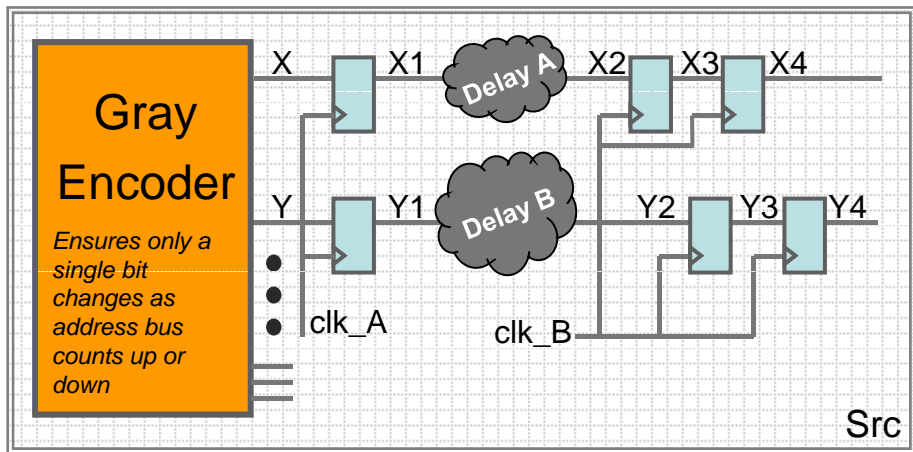 X
X1
Delay A
X2
X3
X4
Gray
Encoder
Y
Y1
Delay B
Y2
Y3
Y4
Ensures only a
single bit
changes as
address bus
counts up or
down
clk_A
clk_B
Src